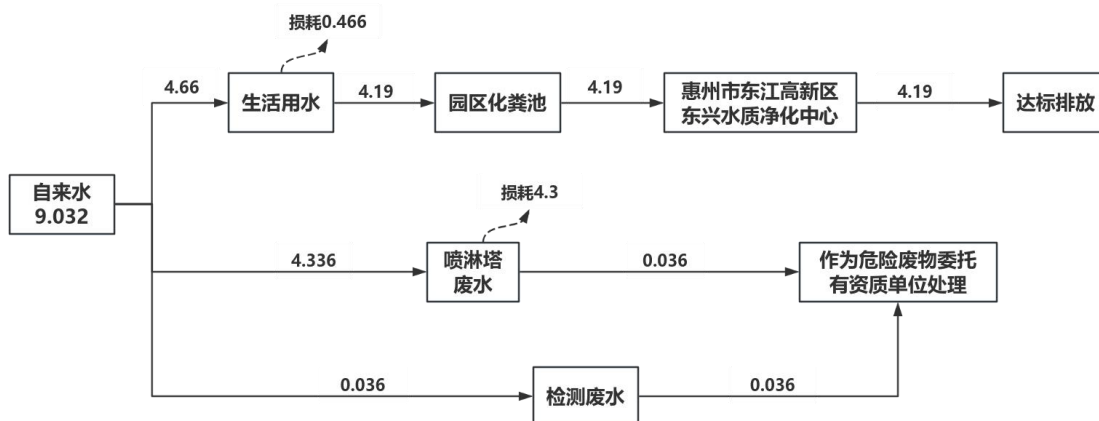 损耗0.466
4.66
生活用水
4.19
园区化粪池
4.19
惠州市东江高新区
东兴水质净化中心
4.19
达标排放
自来水
9.032
损耗4.3
4.336
喷淋塔
废水
0.036
作为危险废物委托
有资质单位处理
0.036
检测废水
0.036